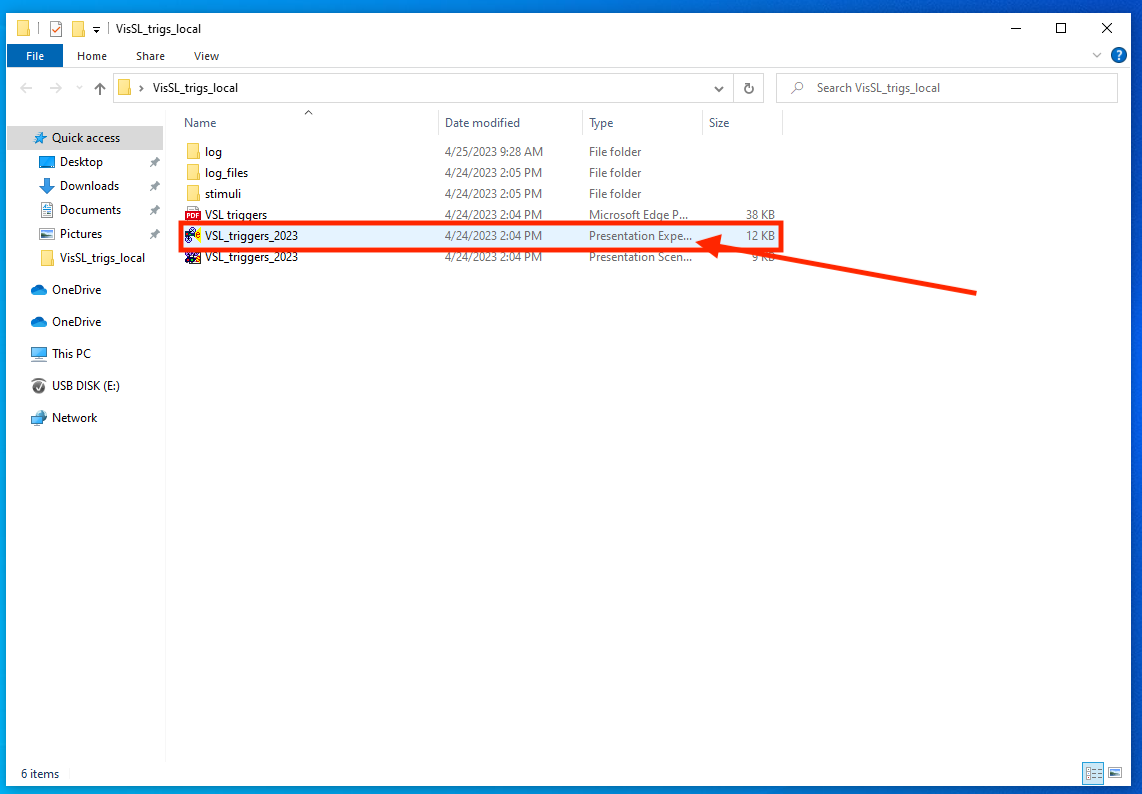 VisSL_trigs_local
File Home Share View ?
VisSL_trigs_local Search VisSL_trigs_local
Name Date modified Type Size
Quick access
Desktop
Downloads
Documents
Pictures
VisSL_trigs_local
OneDrive
OneDrive
This PC
USB DISK (E:)
Network
log 4/25/2023 9:28 AM File folder
log_files 4/24/2023 2:05 PM File folder
stimuli 4/24/2023 2:05 PM File folder
PDF VSL triggers 4/24/2023 2:04 PM Microsoft Edge P... 38 KB
VSL_triggers_2023 4/24/2023 2:04 PM Presentation Expe... 12 KB
VSL_triggers_2023 4/24/2023 2:04 PM Presentation Scen... 9 KB
6 items